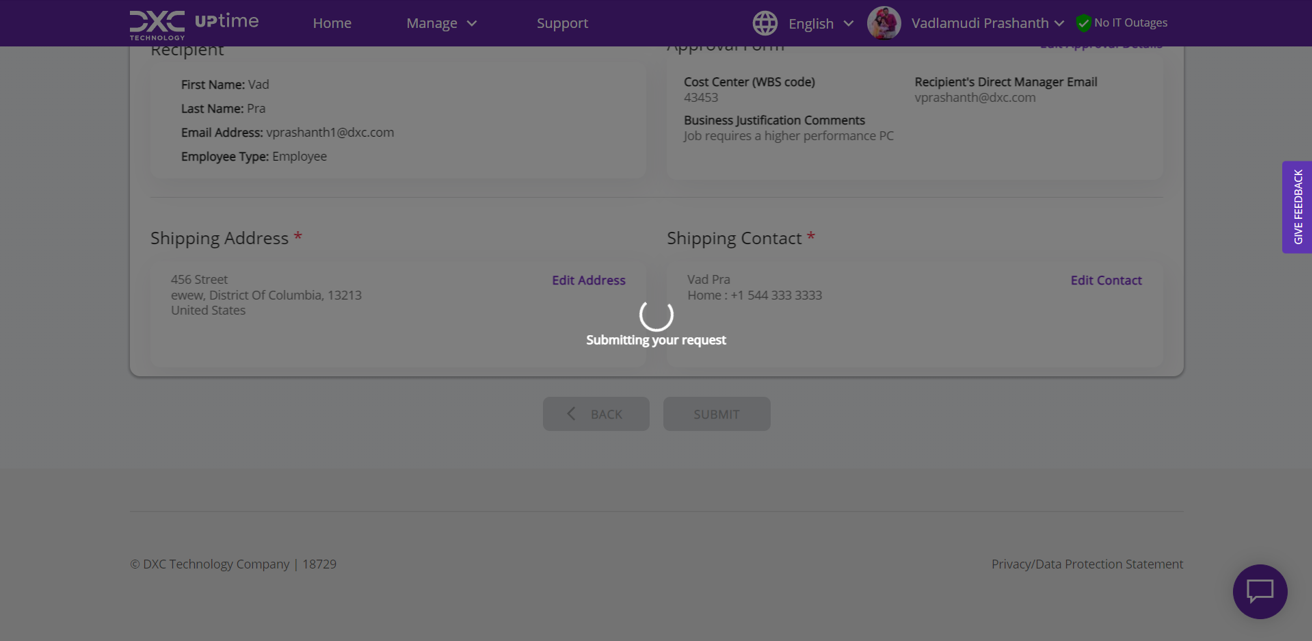 DXC TECHNOLOGY UPtime Home Manage Support English Vadlamudi Prashanth No IT Outages
Recipient
First Name: Vad
Last Name: Pra
Email Address: vprashanth1@dxc.com
Employee Type: Employee
Approval Form Edit Approval Details
Cost Center (WBS code)
43453
Recipient's Direct Manager Email
vprashanth@dxc.com
Business Justification Comments
Job requires a higher performance PC
GIVE FEEDBACK
Shipping Address *
456 Street
Edit Address
ewew, District Of Columbia, 13213
United States
Shipping Contact *
Vad Pra
Edit Contact
Home : +1 544 333 3333
Submitting your request
BACK
SUBMIT
© DXC Technology Company | 18729
Privacy/Data Protection Statement